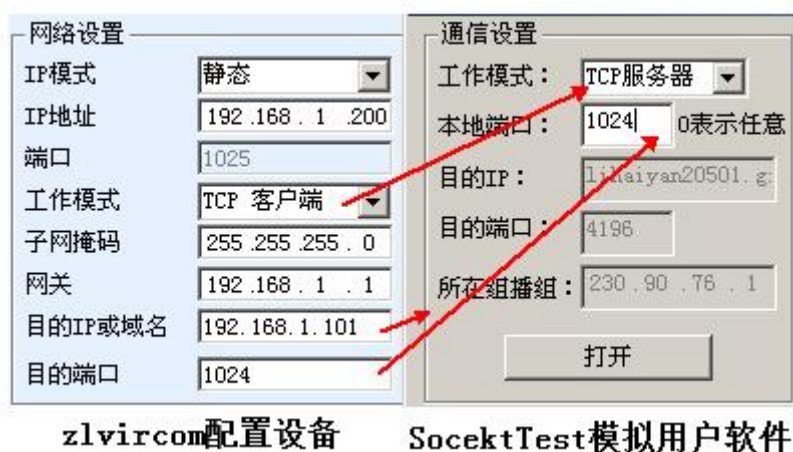 网络设置
IP模式 静态
IP地址 192 .168 . 1 .200
端口 1025
工作模式 TCP 客户端
子网掩码 255 .255 .255 . 0
网关 192 .168 . 1 . 1
目的IP或域名 192.168.1.101
目的端口 1024
zlvircom配置设备
通信设置
工作模式： TCP服务器
本地端口： 1024 0表示任意
目的IP： lihaiyan20501.g
目的端口： 4196
所在组播组： 230 . 90 . 76 . 1
打开
SocektTest模拟用户软件